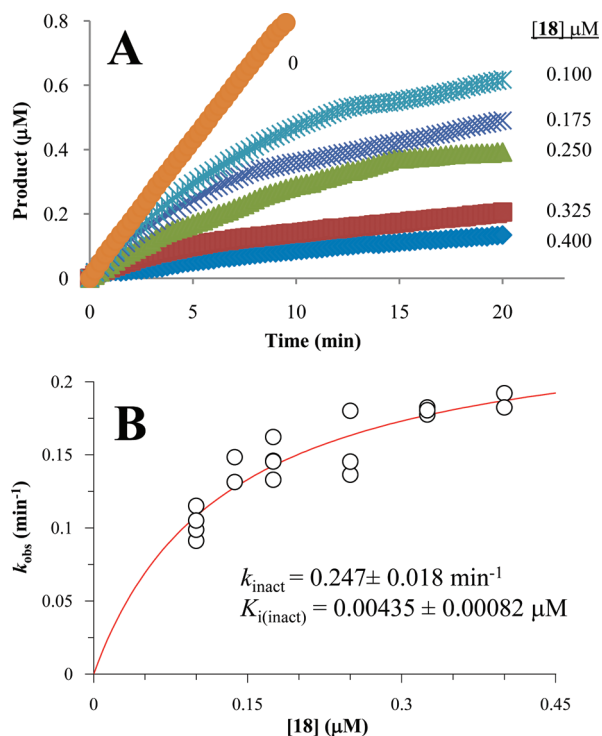 A
[18] µM
0.8
0
0.100
0.6
0.175
0.4
0.250
0.2
0.325
0.400
0
0 5 10 15 20
Product (µM)
Time (min)
B
0.2
0.15
0.1
0.05
0
k_obs (min⁻¹)
k_inact = 0.247± 0.018 min⁻¹
K_i(inact) = 0.00435 ± 0.00082 µM
0 0.15 0.3 0.45
[18] (µM)